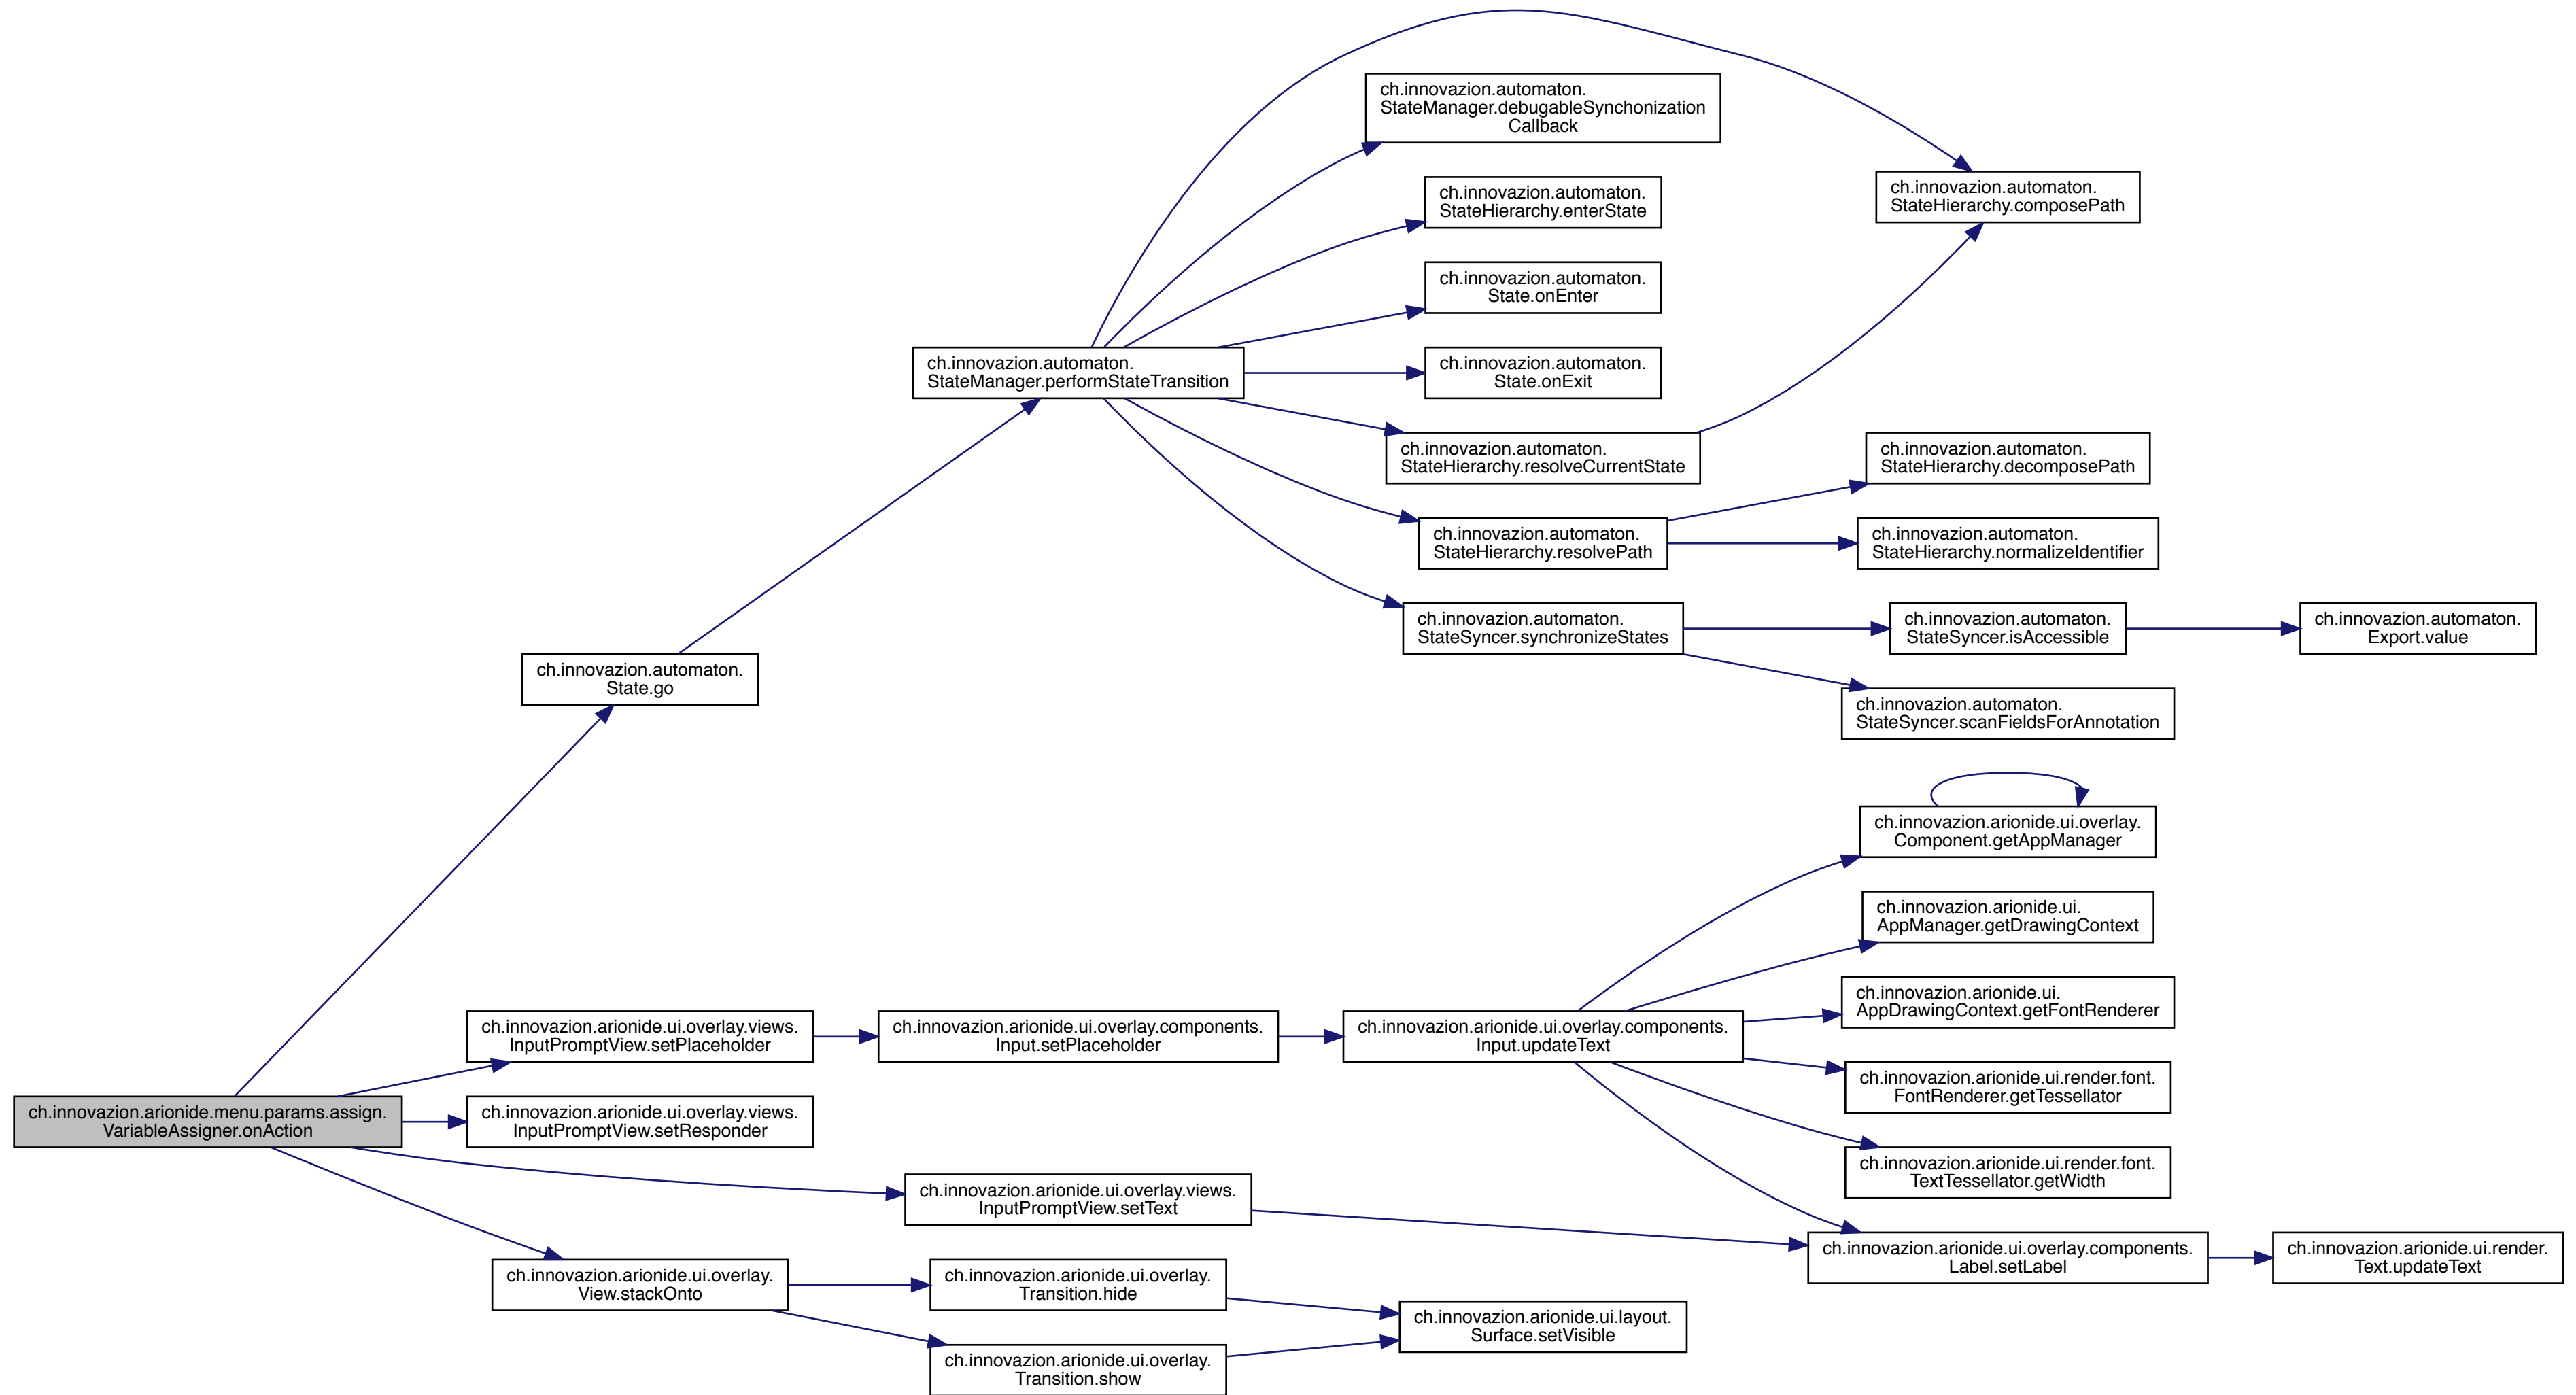 ch.innovazion.automaton.
StateManager.debugableSynchonization
Callback
ch.innovazion.automaton.
StateHierarchy.composePath
ch.innovazion.automaton.
StateHierarchy.enterState
ch.innovazion.automaton.
State.onEnter
ch.innovazion.automaton.
StateManager.performStateTransition
ch.innovazion.automaton.
State.onExit
ch.innovazion.automaton.
StateHierarchy.resolveCurrentState
ch.innovazion.automaton.
StateHierarchy.decomposePath
ch.innovazion.automaton.
StateHierarchy.resolvePath
ch.innovazion.automaton.
StateHierarchy.normalizeIdentifier
ch.innovazion.automaton.
StateSyncer.synchronizeStates
ch.innovazion.automaton.
StateSyncer.isAccessible
ch.innovazion.automaton.
Export.value
ch.innovazion.automaton.
State.go
ch.innovazion.automaton.
StateSyncer.scanFieldsForAnnotation
ch.innovazion.arionide.ui.overlay.
Component.getAppManager
ch.innovazion.arionide.ui.
AppManager.getDrawingContext
ch.innovazion.arionide.ui.
AppDrawingContext.getFontRenderer
ch.innovazion.arionide.ui.overlay.views.
InputPromptView.setPlaceholder
ch.innovazion.arionide.ui.overlay.components.
Input.setPlaceholder
ch.innovazion.arionide.ui.overlay.components.
Input.updateText
ch.innovazion.arionide.ui.render.font.
FontRenderer.getTessellator
ch.innovazion.arionide.menu.params.assign.
VariableAssigner.onAction
ch.innovazion.arionide.ui.overlay.views.
InputPromptView.setResponder
ch.innovazion.arionide.ui.render.font.
TextTessellator.getWidth
ch.innovazion.arionide.ui.overlay.views.
InputPromptView.setText
ch.innovazion.arionide.ui.overlay.components.
Label.setLabel
ch.innovazion.arionide.ui.render.
Text.updateText
ch.innovazion.arionide.ui.overlay.
View.stackOnto
ch.innovazion.arionide.ui.overlay.
Transition.hide
ch.innovazion.arionide.ui.layout.
Surface.setVisible
ch.innovazion.arionide.ui.overlay.
Transition.show